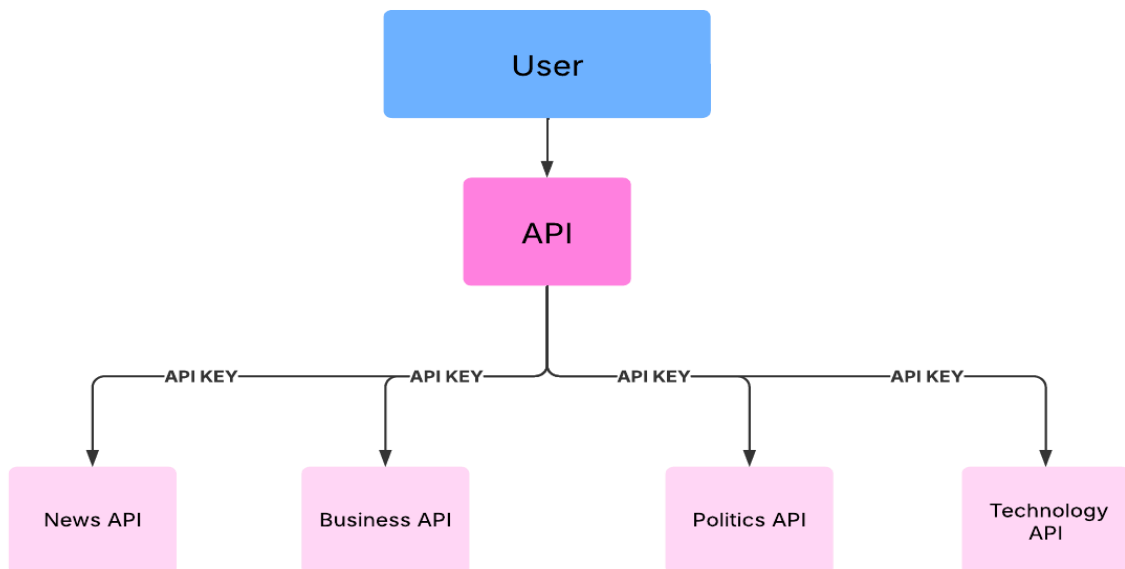 User
API
API KEY API KEY API KEY API KEY
News API Business API Politics API Technology
API